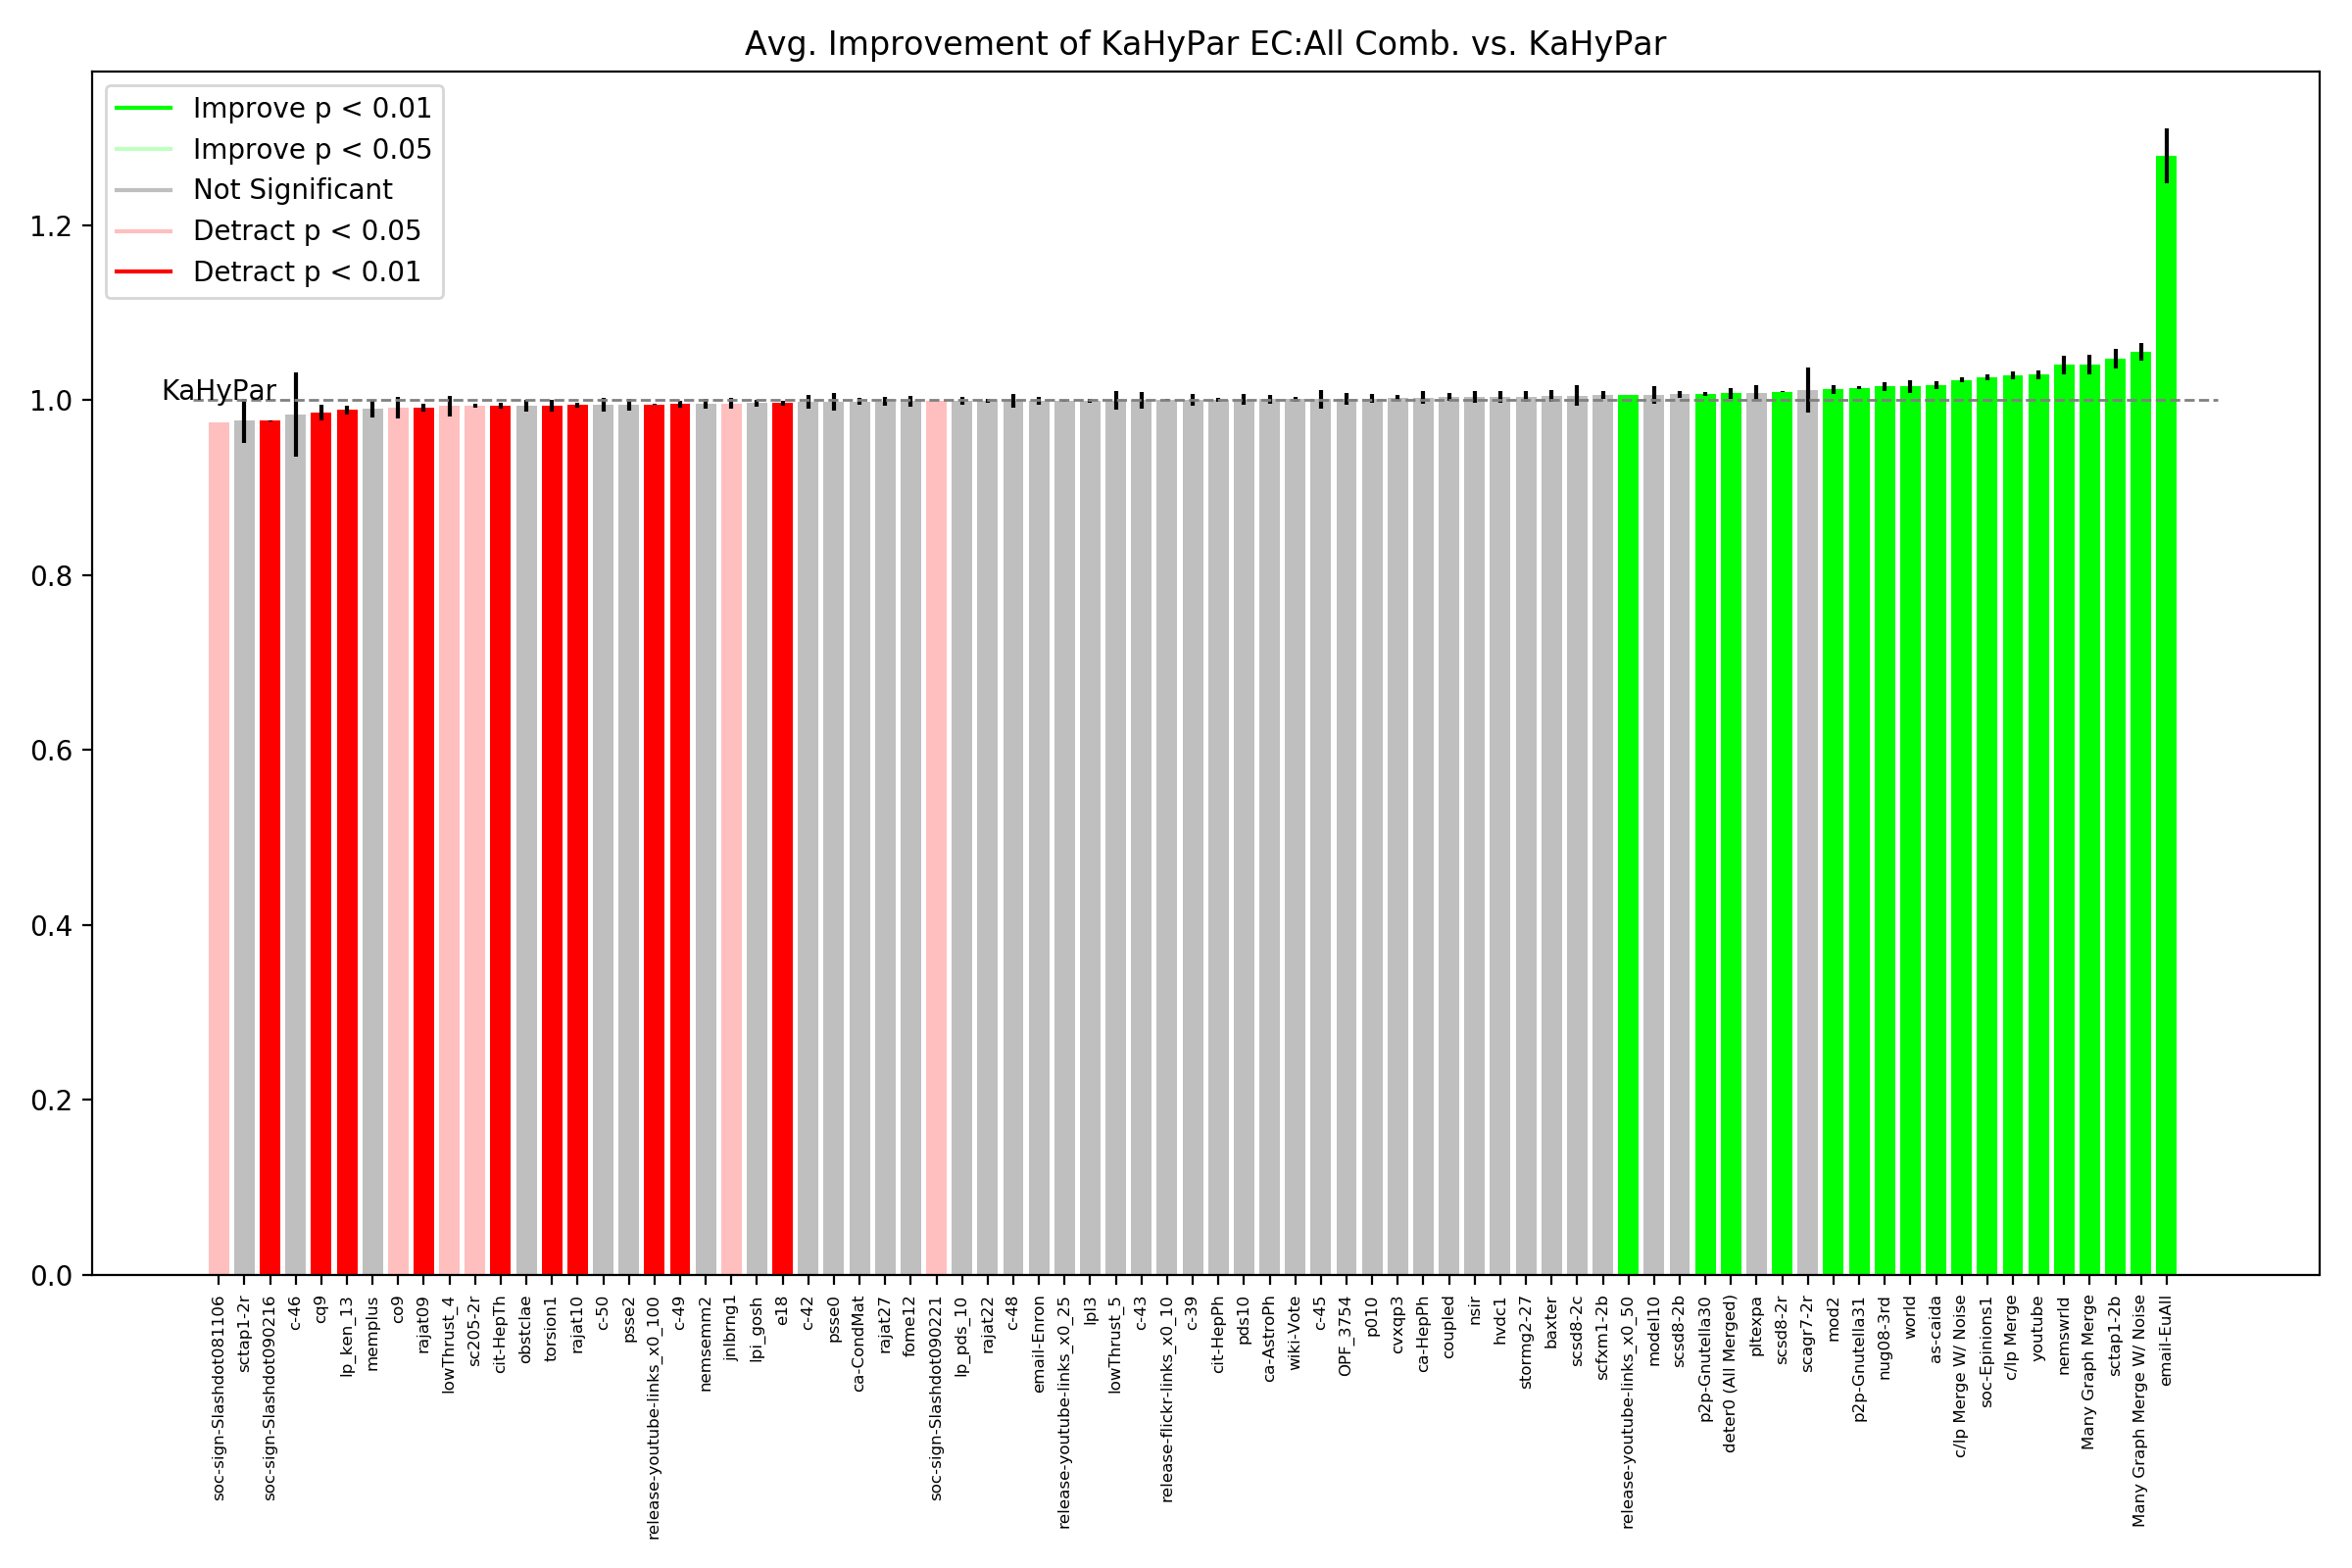 Avg. Improvement of KaHyPar EC:All Comb. vs. KaHyPar
Improve p < 0.01
Improve p < 0.05
Not Significant
Detract p < 0.05
Detract p < 0.01
1.2
1.0
0.8
0.6
0.4
0.2
0.0
KaHyPar
soc-sign-Slashdot081106
sctap1-2r
soc-sign-Slashdot090216
c-46
cq9
lp_ken_13
memplus
co9
rajat09
lowThrust_4
sc205-2r
cit-HepTh
obstclae
torsion1
rajat10
c-50
psse2
release-youtube-links_x0_100
c-49
nemsemm2
jnlbrng1
lpi_gosh
e18
c-42
psse0
ca-CondMat
rajat27
fome12
soc-sign-Slashdot090221
lp_pds_10
rajat22
c-48
email-Enron
release-youtube-links_x0_25
lpl3
lowThrust_5
c-43
release-flickr-links_x0_10
c-39
cit-HepPh
pds10
ca-AstroPh
wiki-Vote
c-45
OPF_3754
p010
cvxqp3
ca-HepPh
coupled
nsir
hvdc1
stormg2-27
baxter
scsd8-2c
scfxm1-2b
release-youtube-links_x0_50
model10
scsd8-2b
p2p-Gnutella30
deter0 (All Merged)
pltexpa
scsd8-2r
scagr7-2r
mod2
p2p-Gnutella31
nug08-3rd
world
as-caida
c/lp Merge W/ Noise
soc-Epinions1
c/lp Merge
youtube
nemswrld
Many Graph Merge
sctap1-2b
Many Graph Merge W/ Noise
email-EuAll